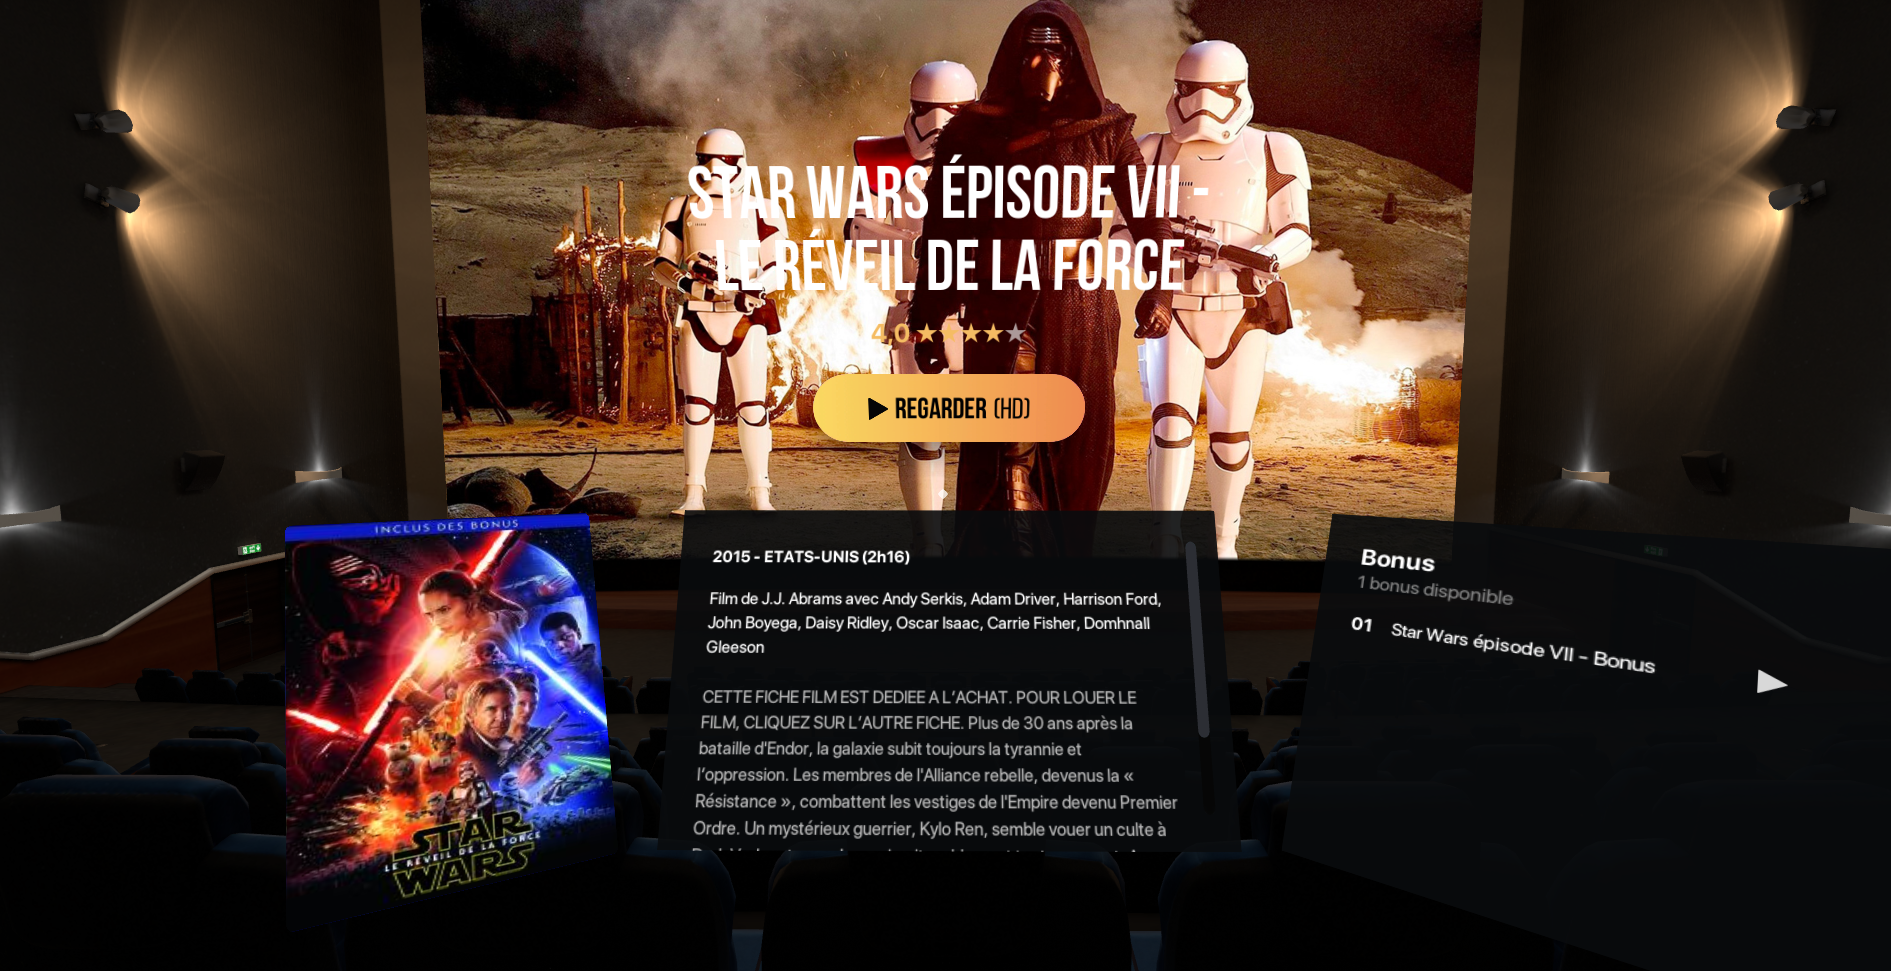 STAR WARS ÉPISODE VII -
LE RÉVEIL DE LA FORCE
4,0
REGARDER (HD)
INCLUS DES BONUS
STAR
LE RÉVEIL DE LA FORCE
WARS
2015 - ETATS-UNIS (2h16)
Film de J.J. Abrams avec Andy Serkis, Adam Driver, Harrison Ford,
John Boyega, Daisy Ridley, Oscar Isaac, Carrie Fisher, Domhnall
Gleeson
CETTE FICHE FILM EST DEDIEE A L’ACHAT. POUR LOUER LE
FILM, CLIQUEZ SUR L’AUTRE FICHE. Plus de 30 ans après la
bataille d'Endor, la galaxie subit toujours la tyrannie et
l’oppression. Les membres de l'Alliance rebelle, devenus la «
Résistance », combattent les vestiges de l'Empire devenu Premier
Ordre. Un mystérieux guerrier, Kylo Ren, semble vouer un culte à
Bonus
1 bonus disponible
01 Star Wars épisode VII - Bonus